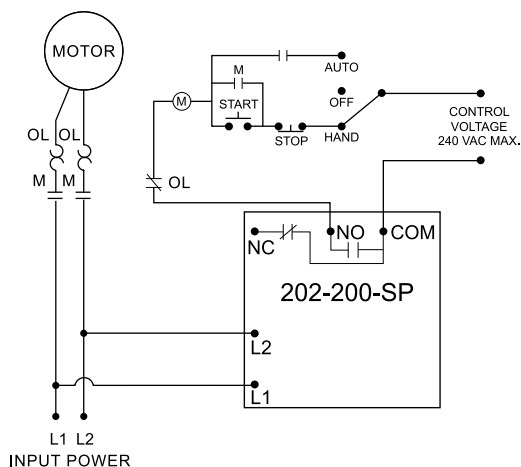 MOTOR
AUTO
M
OFF
M
START
STOP
HAND
CONTROL
VOLTAGE
240 VAC MAX.
OL OL
M M
OL
NC
NO
COM
202-200-SP
L2
L1
L1 L2
INPUT POWER